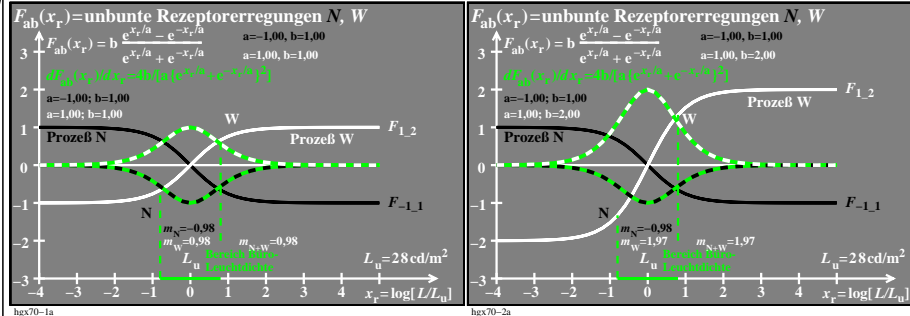 F_ab(x_r)=unbunte Rezeptorerregungen N, W
F_ab(x_r) = b (e^{x_r/a} − e^{−x_r/a}) / (e^{x_r/a} + e^{−x_r/a})
a=−1,00, b=1,00
a=1,00, b=1,00
dF_ab(x_r)/dx_r=4b/[a{e^{x_r/a}+e^{−x_r/a}}²]
a=−1,00; b=1,00
a=1,00; b=1,00
3
2
1
0
−1
−2
−3
Prozeß N
W
Prozeß W
F_1_2
N
F_−1_1
m_N=−0,98
m_W=0,98
m_N+W=0,98
L_u
Bereich Büro-
Leuchtdichte
L_u=28cd/m²
−4 −3 −2 −1 0 1 2 3 4
x_r=log[L/L_u]
hgx70-1a
F_ab(x_r)=unbunte Rezeptorerregungen N, W
F_ab(x_r) = b (e^{x_r/a} − e^{−x_r/a}) / (e^{x_r/a} + e^{−x_r/a})
a=−1,00, b=1,00
a=1,00, b=2,00
dF_ab(x_r)/dx_r=4b/[a{e^{x_r/a}+e^{−x_r/a}}²]
a=−1,00; b=1,00
a=1,00; b=2,00
3
2
1
0
−1
−2
−3
Prozeß N
W
Prozeß W
F_1_2
N
F_−1_1
m_N=−0,98
m_W=1,97
m_N+W=1,97
L_u
Bereich Büro-
Leuchtdichte
L_u=28cd/m²
−4 −3 −2 −1 0 1 2 3 4
x_r=log[L/L_u]
hgx70-2a